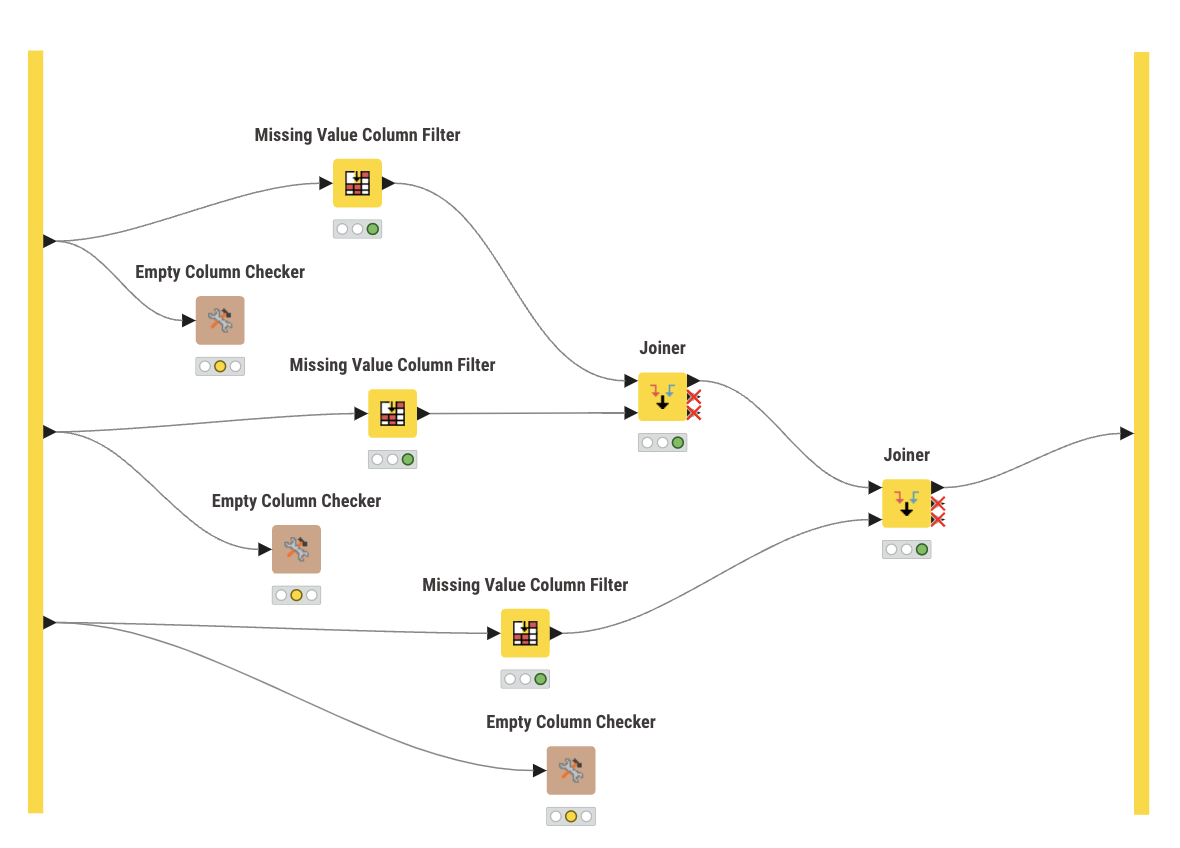 Missing Value Column Filter
Empty Column Checker
Missing Value Column Filter
Joiner
Joiner
Empty Column Checker
Missing Value Column Filter
Empty Column Checker